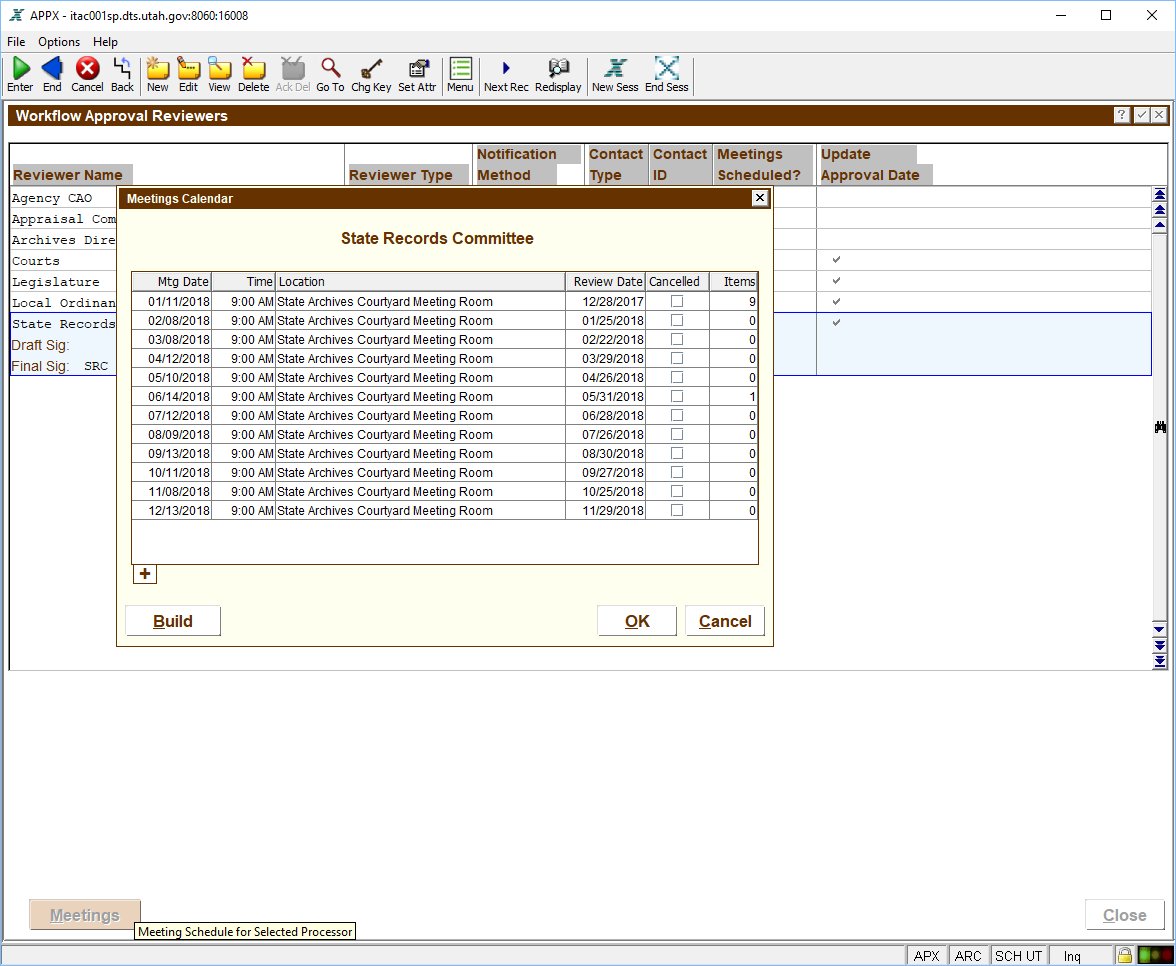 APPX - itac001sp.dts.utah.gov:8060:16008
File Options Help
Enter End Cancel Back New Edit View Delete Ack Del Go To Chg Key Set Attr Menu Next Rec Redisplay New Sess End Sess
Workflow Approval Reviewers
Notification Contact Contact Meetings Update
Reviewer Name Reviewer Type Method Type ID Scheduled? Approval Date
Agency CAO
Appraisal Com
Archives Dire
Courts
Legislature
Local Ordinan
State Records
Draft Sig:
Final Sig: SRC
Meetings Calendar
State Records Committee
Mtg Date Time Location Review Date Cancelled Items
01/11/2018 9:00 AM State Archives Courtyard Meeting Room 12/28/2017 9
02/08/2018 9:00 AM State Archives Courtyard Meeting Room 01/25/2018 0
03/08/2018 9:00 AM State Archives Courtyard Meeting Room 02/22/2018 0
04/12/2018 9:00 AM State Archives Courtyard Meeting Room 03/29/2018 0
05/10/2018 9:00 AM State Archives Courtyard Meeting Room 04/26/2018 0
06/14/2018 9:00 AM State Archives Courtyard Meeting Room 05/31/2018 1
07/12/2018 9:00 AM State Archives Courtyard Meeting Room 06/28/2018 0
08/09/2018 9:00 AM State Archives Courtyard Meeting Room 07/26/2018 0
09/13/2018 9:00 AM State Archives Courtyard Meeting Room 08/30/2018 0
10/11/2018 9:00 AM State Archives Courtyard Meeting Room 09/27/2018 0
11/08/2018 9:00 AM State Archives Courtyard Meeting Room 10/25/2018 0
12/13/2018 9:00 AM State Archives Courtyard Meeting Room 11/29/2018 0
Build OK Cancel
Meetings Close
Meeting Schedule for Selected Processor
APX ARC SCH UT Inq